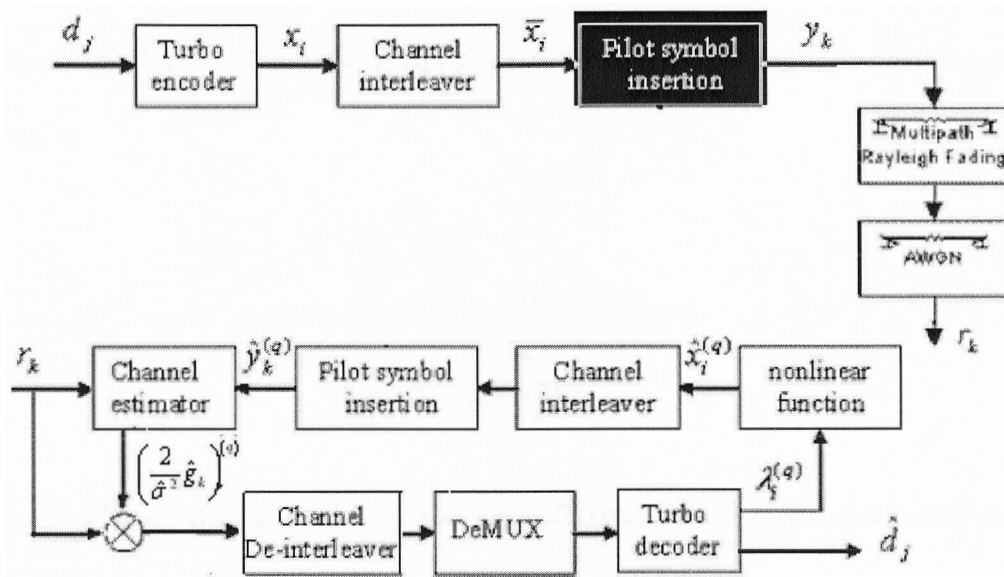 d_j
Turbo
encoder
x_i
Channel
interleaver
x̅_i
Pilot symbol
insertion
y_k
Multipath
Rayleigh Fading
AWGN
r_k
r_k
Channel
estimator
ŷ_k^(q)
Pilot symbol
insertion
Channel
interleaver
x̂_i^(q)
nonlinear
function
(2/σ̂² ĝ_k)^(q)
Channel
De-interleaver
DeMUX
Turbo
decoder
λ_i^(q)
d̂_j